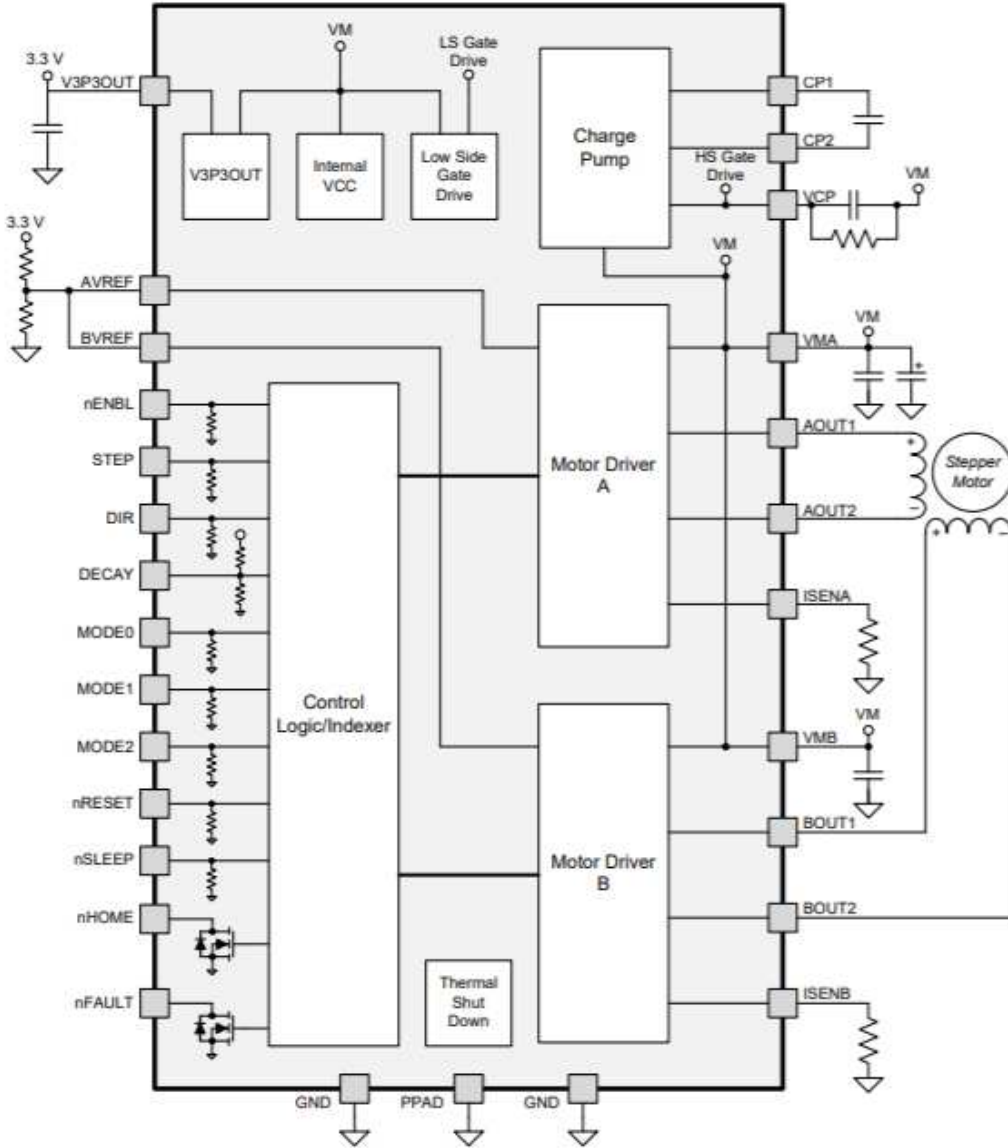 VM
LS Gate
Drive
3.3 V
V3P3OUT
V3P3OUT
Internal
VCC
Low Side
Gate
Drive
Charge
Pump
CP1
CP2
HS Gate
Drive
VCP
VM
VM
3.3 V
AVREF
BVREF
VM
VMA
nENBL
STEP
DIR
DECAY
MODE0
MODE1
MODE2
nRESET
nSLEEP
nHOME
nFAULT
Control
Logic/Indexer
Motor Driver
A
AOUT1
AOUT2
+
+
-
+
-
Stepper
Motor
ISENA
VM
VMB
Motor Driver
B
BOUT1
BOUT2
ISENB
Thermal
Shut
Down
GND
PPAD
GND